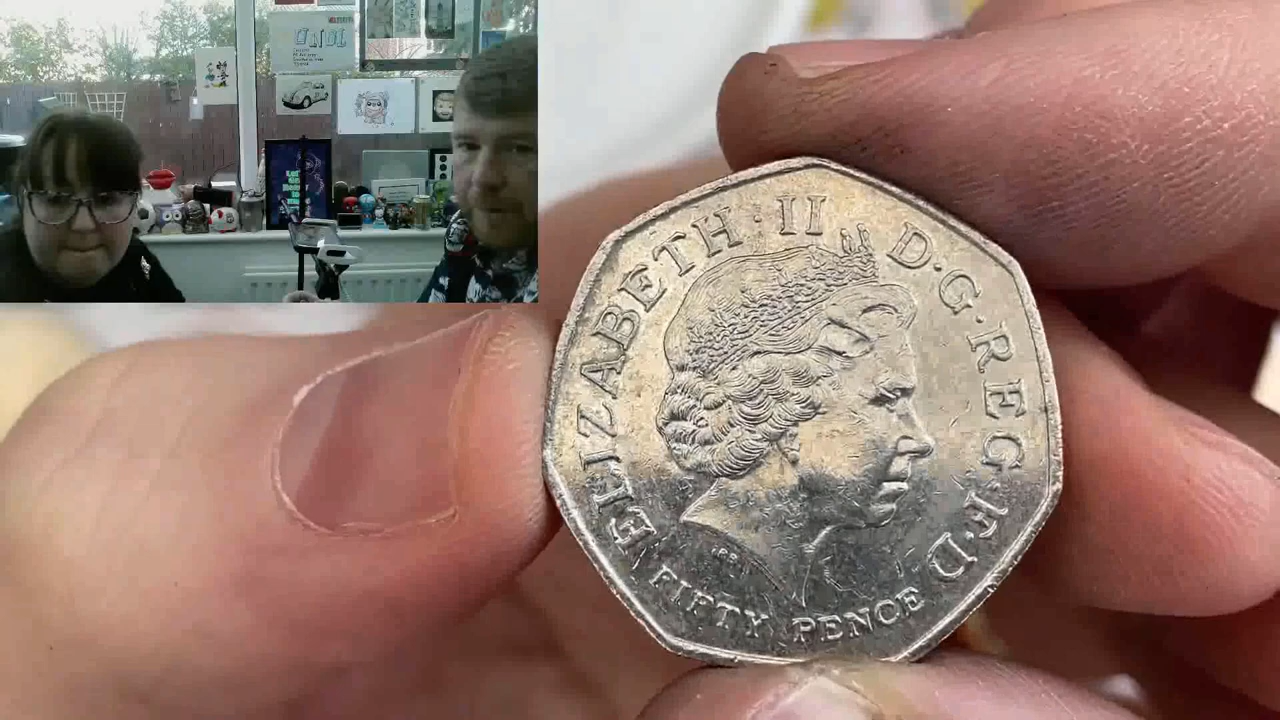 ELIZABETH · II D · G · REG · F · D
FIFTY PENCE